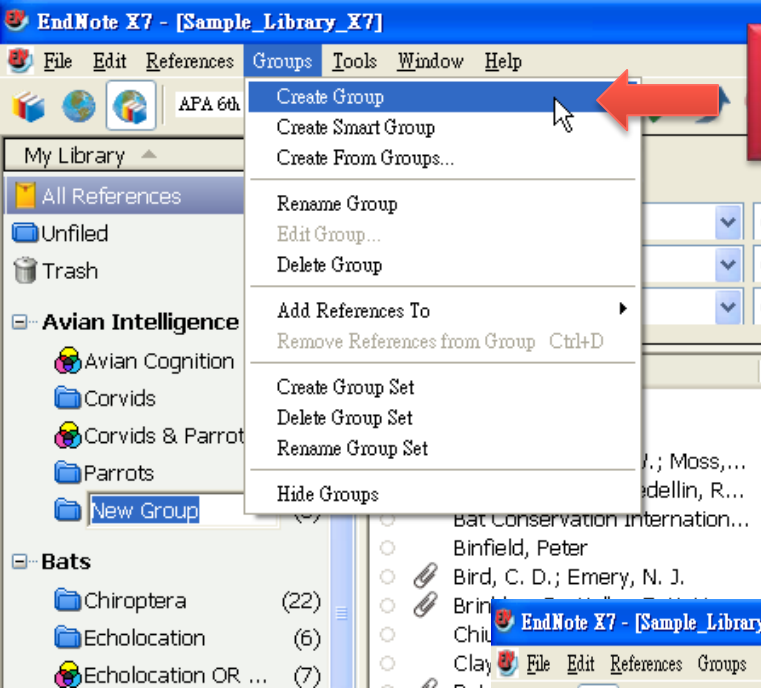 EndNote X7 - [Sample_Library_X7]
File Edit References Groups Tools Window Help
APA 6th
Create Group
Create Smart Group
Create From Groups...
Rename Group
Edit Group...
Delete Group
Add References To
Remove References from Group Ctrl+D
Create Group Set
Delete Group Set
Rename Group Set
Hide Groups
My Library
All References
Unfiled
Trash
Avian Intelligence
Avian Cognition
Corvids
Corvids & Parrot
Parrots
New Group
Bats
Chiroptera (22)
Echolocation (6)
Echolocation OR ... (7)
Moss,...
edellin, R...
Bat Conservation Internation...
Binfield, Peter
Bird, C. D.; Emery, N. J.
EndNote X7 - [Sample_Library
File Edit References Groups